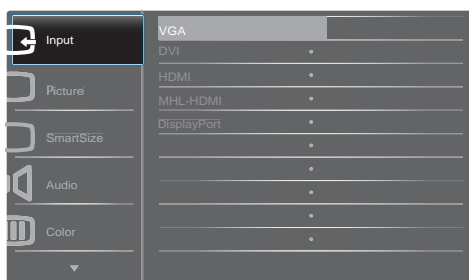 Input
Picture
SmartSize
Audio
Color
VGA
DVI
HDMI
MHL-HDMI
DisplayPort